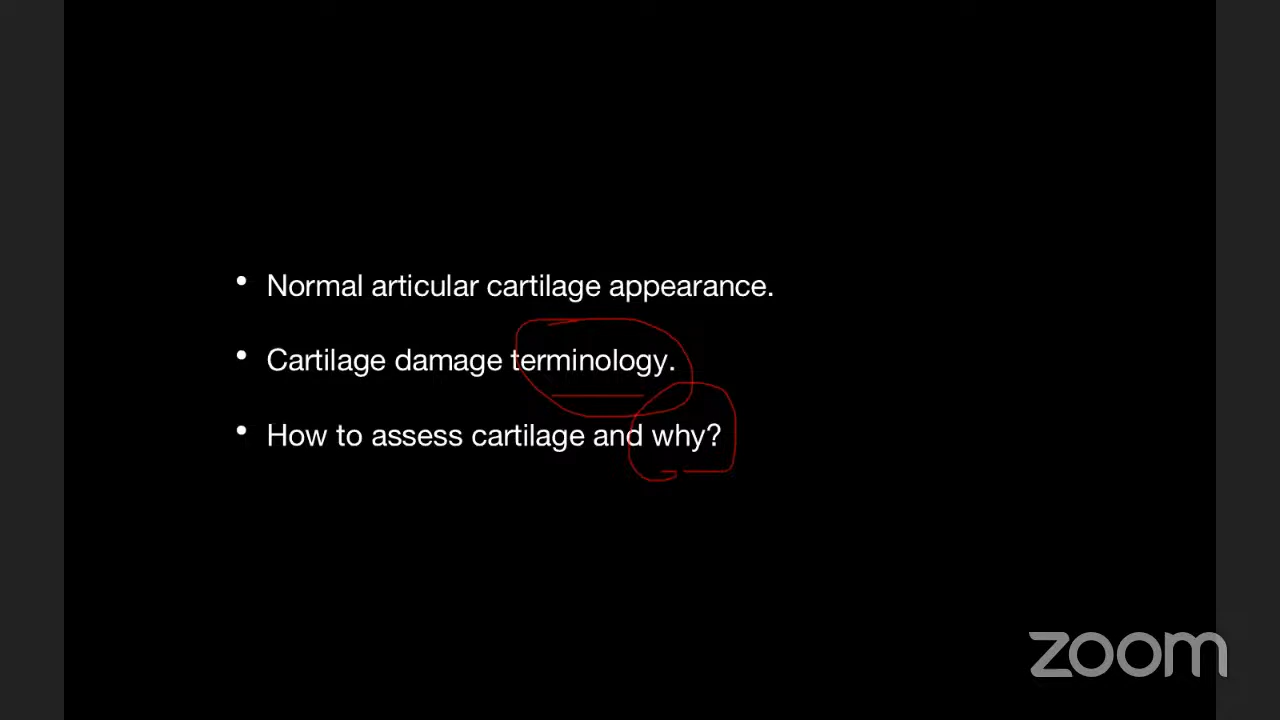 • Normal articular cartilage appearance.
• Cartilage damage terminology.
• How to assess cartilage and why?
zoom